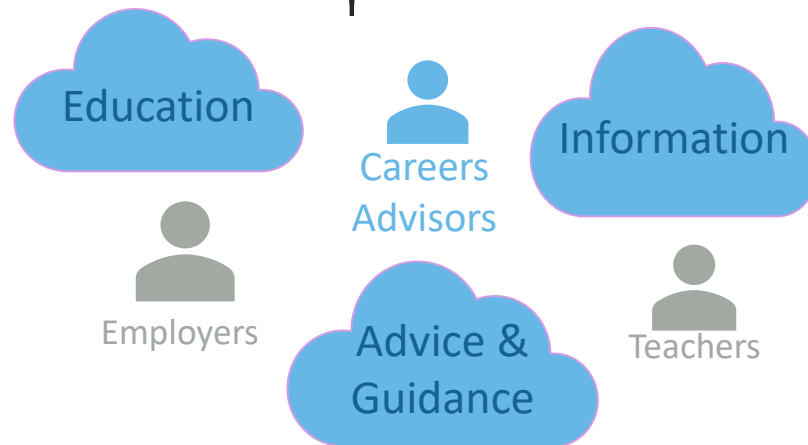 Education
Information
Careers
Advisors
Employers
Teachers
Advice &
Guidance